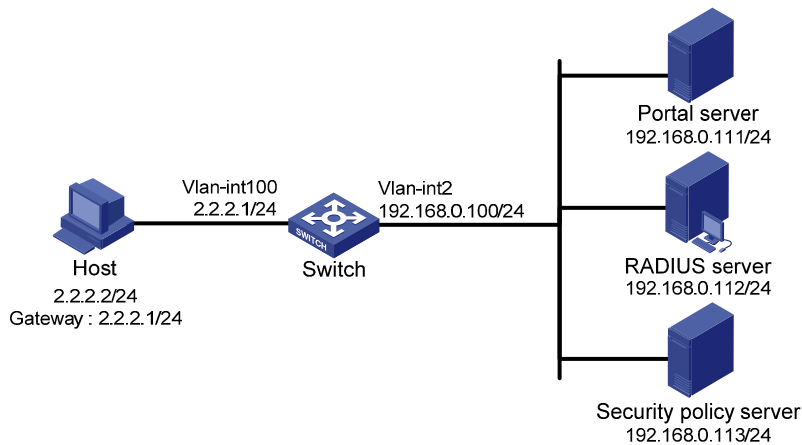 Portal server
192.168.0.111/24
Vlan-int100
2.2.2.1/24
Vlan-int2
192.168.0.100/24
SWITCH
Host
2.2.2.2/24
Gateway : 2.2.2.1/24
Switch
RADIUS server
192.168.0.112/24
Security policy server
192.168.0.113/24